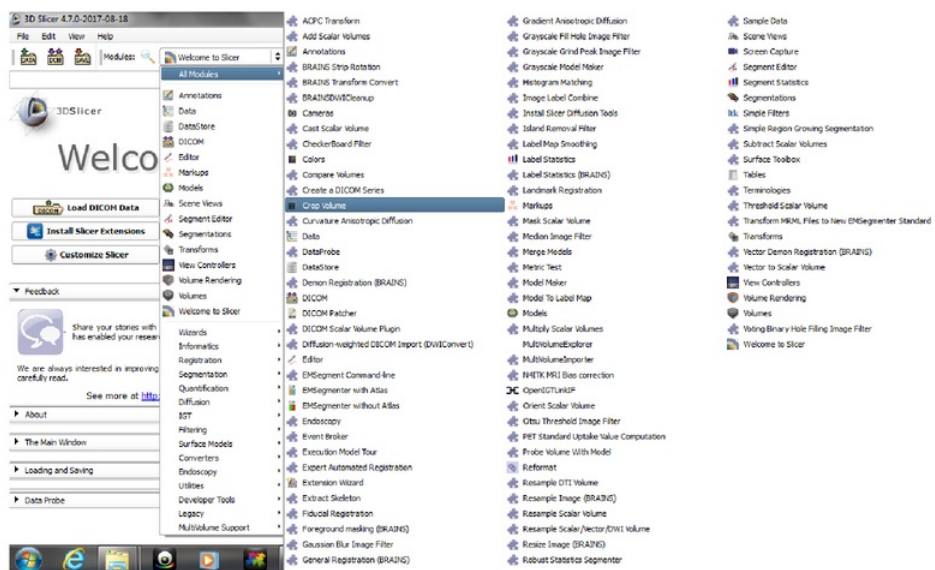 3D Slicer 4.7.0-2017-08-18
File Edit View Help
DATA DCM SAVE Modules: Welcome to Slicer
3DSlicer
Welco
Load DICOM Data
Install Slicer Extensions
Customize Slicer
Feedback
Share your stories with
has enabled your resear
We are always interested in improving
carefully read.
See more at http:
About
The Main Window
Loading and Saving
Data Probe
All Modules
Annotations
Data
DataStore
DICOM
Editor
Markups
Models
Scene Views
Segment Editor
Segmentations
Transforms
View Controllers
Volume Rendering
Volumes
Welcome to Slicer
Wizards
Informatics
Registration
Segmentation
Quantification
Diffusion
IGT
Filtering
Surface Models
Converters
Endoscopy
Utilities
Developer Tools
Legacy
MultiVolume Support
ACPC Transform
Add Scalar Volumes
Annotations
BRAINS Strip Rotation
BRAINS Transform Convert
BRAINSDWICleanup
Cameras
Cast Scalar Volume
CheckerBoard Filter
Colors
Compare Volumes
Create a DICOM Series
Crop Volume
Curvature Anisotropic Diffusion
Data
DataProbe
DataStore
Demon Registration (BRAINS)
DICOM
DICOM Patcher
DICOM Scalar Volume Plugin
Diffusion-weighted DICOM Import (DWIConvert)
Editor
EMSegmenter Command-line
EMSegmenter with Atlas
EMSegmenter without Atlas
Endoscopy
Event Broker
Execution Model Tour
Expert Automated Registration
Extension Wizard
Extract Skeleton
Fiducial Registration
Foreground masking (BRAINS)
Gaussian Blur Image Filter
General Registration (BRAINS)
Gradient Anisotropic Diffusion
Grayscale Fill Hole Image Filter
Grayscale Grind Peak Image Filter
Grayscale Model Maker
Histogram Matching
Image Label Combine
Install Slicer Diffusion Tools
Island Removal Filter
Label Map Smoothing
Label Statistics
Label Statistics (BRAINS)
Landmark Registration
Markups
Mask Scalar Volume
Median Image Filter
Merge Models
Metric Test
Model Maker
Model To Label Map
Models
Multiply Scalar Volumes
MultiVolumeExplorer
MultiVolumeImporter
N4ITK MRI Bias correction
OpenIGTLinkIF
Orient Scalar Volume
Otsu Threshold Image Filter
PET Standard Uptake Value Computation
Probe Volume With Model
Reformat
Resample DTI Volume
Resample Image (BRAINS)
Resample Scalar Volume
Resample Scalar/Vector/DWI Volume
Resize Image (BRAINS)
Robust Statistics Segmenter
Sample Data
Scene Views
Screen Capture
Segment Editor
Segment Statistics
Segmentations
Simple Filters
Simple Region Growing Segmentation
Subtract Scalar Volumes
Surface Toolbox
Tables
Terminologies
Threshold Scalar Volume
Transform MRML Files to New EMSegmenter Standard
Transforms
Vector Demon Registration (BRAINS)
Vector to Scalar Volume
View Controllers
Volume Rendering
Volumes
Voting Binary Hole Filling Image Filter
Welcome to Slicer